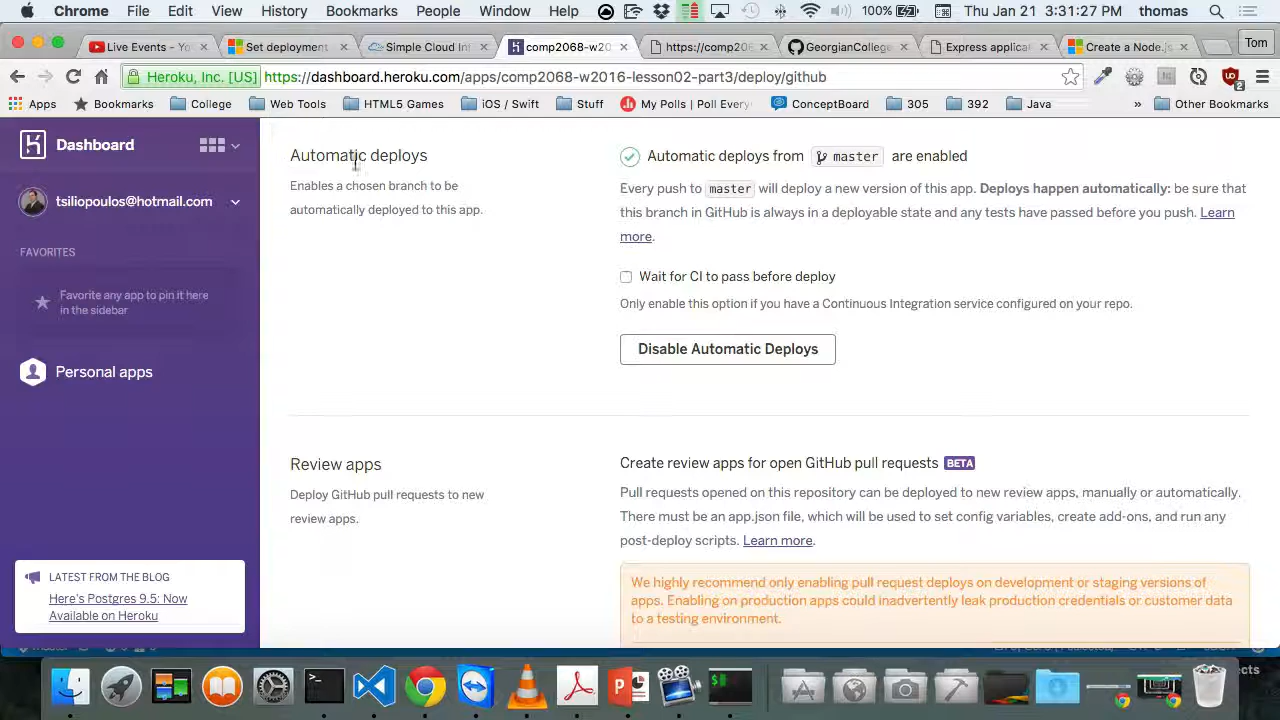 Chrome File Edit View History Bookmarks People Window Help 100% Thu Jan 21 3:31:27 PM thomas
Live Events - Yo
Set deployment
Simple Cloud Inf
comp2068-w20
https://comp206
GeorgianCollege
Express applica
Create a Node.js
Tom
Heroku, Inc. [US] https://dashboard.heroku.com/apps/comp2068-w2016-lesson02-part3/deploy/github
Apps Bookmarks College Web Tools HTML5 Games iOS / Swift Stuff My Polls | Poll Every ConceptBoard 305 392 Java » Other Bookmarks
Dashboard
tsiliopoulos@hotmail.com
FAVORITES
Favorite any app to pin it here
in the sidebar
Personal apps
LATEST FROM THE BLOG
Here's Postgres 9.5: Now
Available on Heroku
Automatic deploys
Enables a chosen branch to be
automatically deployed to this app.
Automatic deploys from master are enabled
Every push to master will deploy a new version of this app. Deploys happen automatically: be sure that
this branch in GitHub is always in a deployable state and any tests have passed before you push. Learn
more.
Wait for CI to pass before deploy
Only enable this option if you have a Continuous Integration service configured on your repo.
Disable Automatic Deploys
Review apps
Deploy GitHub pull requests to new
review apps.
Create review apps for open GitHub pull requests BETA
Pull requests opened on this repository can be deployed to new review apps, manually or automatically.
There must be an app.json file, which will be used to set config variables, create add-ons, and run any
post-deploy scripts. Learn more.
We highly recommend only enabling pull request deploys on development or staging versions of
apps. Enabling on production apps could inadvertently leak production credentials or customer data
to a testing environment.